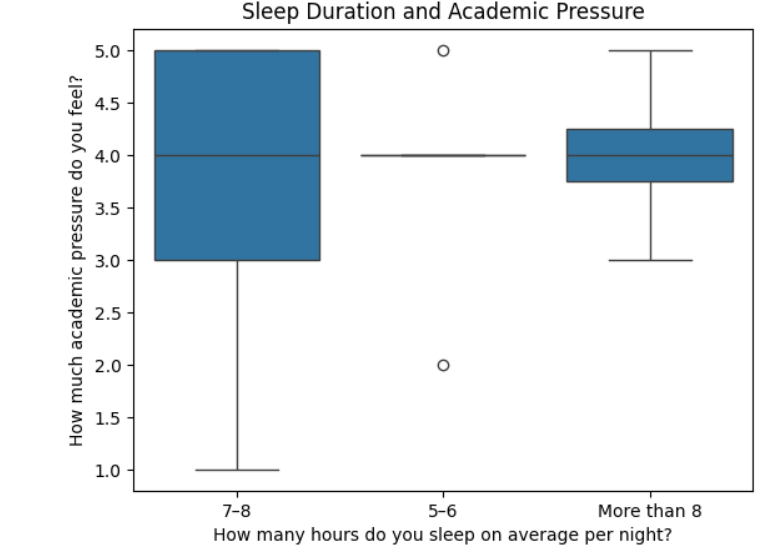 Sleep Duration and Academic Pressure
How much academic pressure do you feel?
5.0
4.5
4.0
3.5
3.0
2.5
2.0
1.5
1.0
7–8
5–6
More than 8
How many hours do you sleep on average per night?